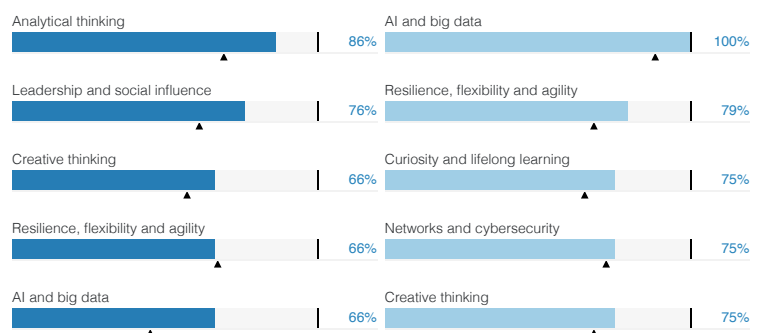 Analytical thinking
86%
Leadership and social influence
76%
Creative thinking
66%
Resilience, flexibility and agility
66%
AI and big data
66%
AI and big data
100%
Resilience, flexibility and agility
79%
Curiosity and lifelong learning
75%
Networks and cybersecurity
75%
Creative thinking
75%